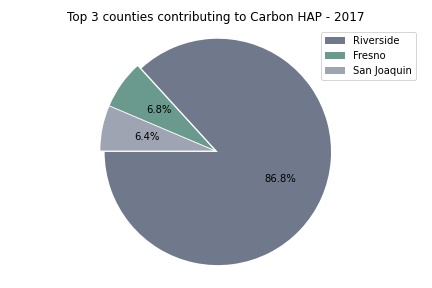 Top 3 counties contributing to Carbon HAP - 2017
Riverside
Fresno
San Joaquin
6.8%
6.4%
86.8%